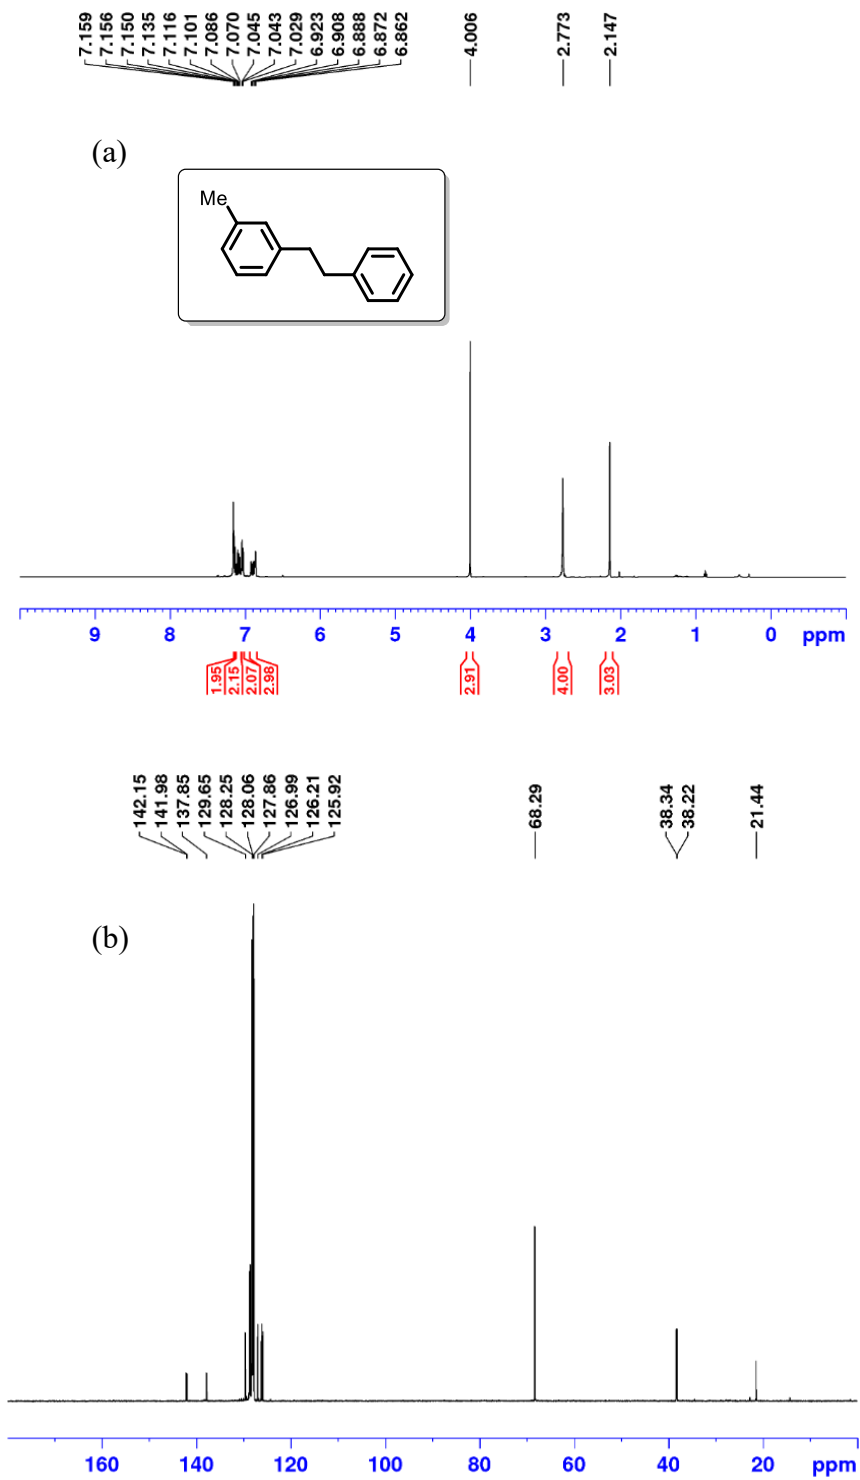 7.159 7.156 7.150 7.135 7.116 7.101 7.086 7.070 7.045 7.043 7.029 6.923 6.908 6.888 6.872 6.862 4.006 2.773 2.147
(a)
Me
9 8 7 6 5 4 3 2 1 0 ppm
1.95 2.15 2.07 2.98 2.91 4.00 3.03
142.15 141.98 137.85 129.65 128.25 128.06 127.86 126.99 126.21 125.92 68.29 38.34 38.22 21.44
(b)
160 140 120 100 80 60 40 20 ppm